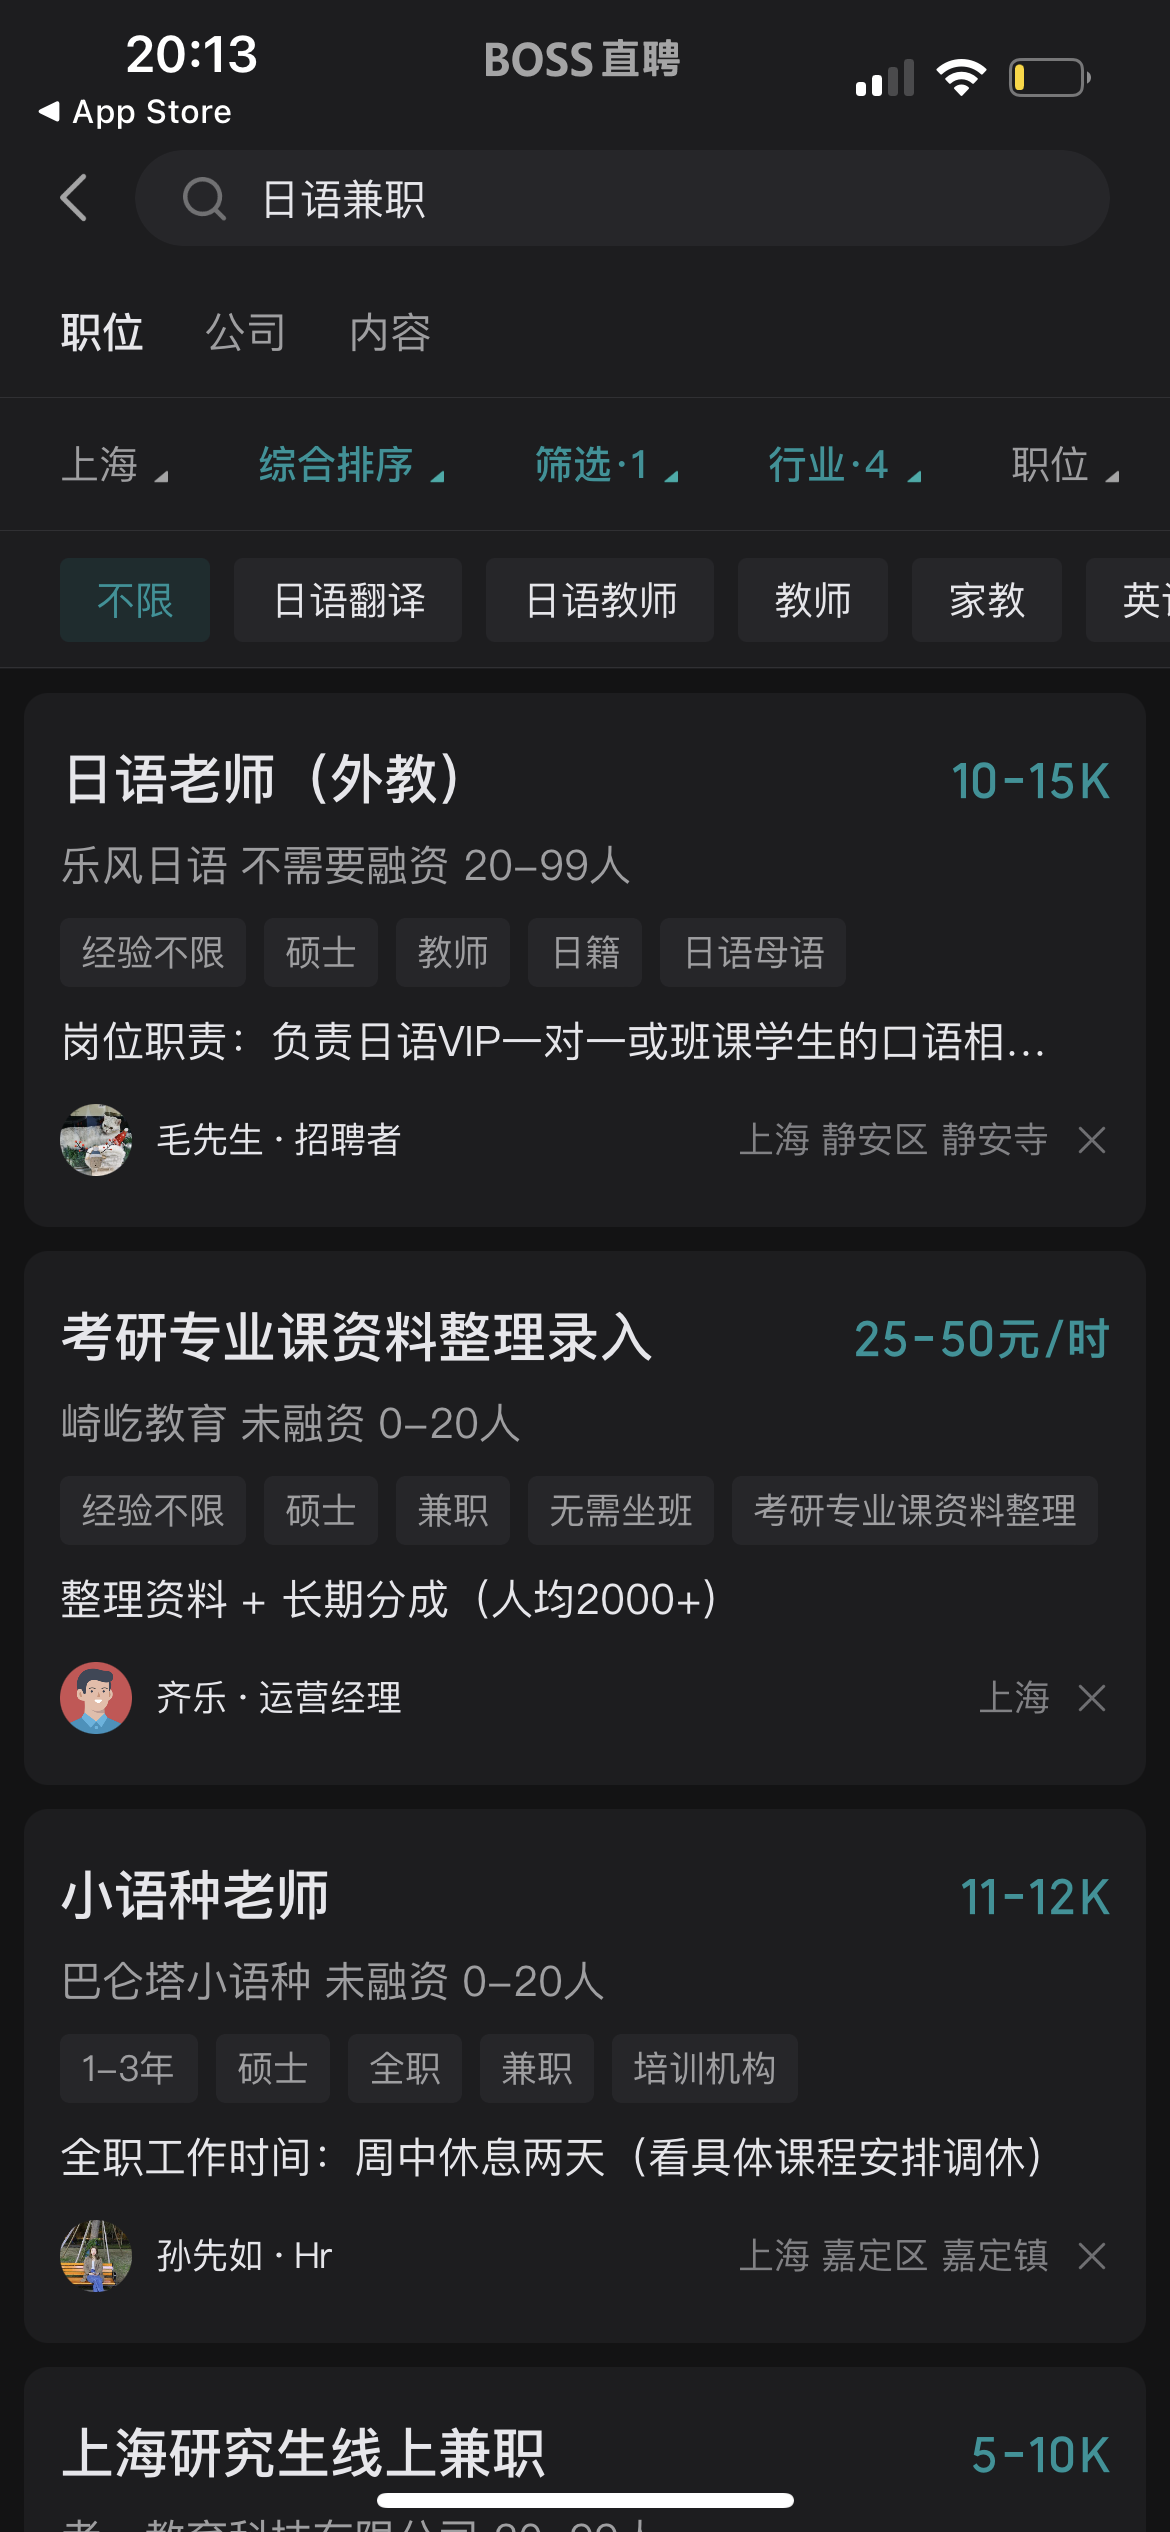 20:13
BOSS直聘
App Store
日语兼职
职位 公司 内容
上海 综合排序 筛选·1 行业·4 职位
不限 日语翻译 日语教师 教师 家教 英
日语老师（外教） 10-15K
乐风日语 不需要融资 20-99人
经验不限 硕士 教师 日籍 日语母语
岗位职责：负责日语VIP一对一或班课学生的口语相...
毛先生·招聘者 上海 静安区 静安寺
考研专业课资料整理录入 25-50元/时
崎屹教育 未融资 0-20人
经验不限 硕士 兼职 无需坐班 考研专业课资料整理
整理资料 + 长期分成（人均2000+）
齐乐·运营经理 上海
小语种老师 11-12K
巴仑塔小语种 未融资 0-20人
1-3年 硕士 全职 兼职 培训机构
全职工作时间：周中休息两天（看具体课程安排调休）
孙先如·Hr 上海 嘉定区 嘉定镇
上海研究生线上兼职 5-10K